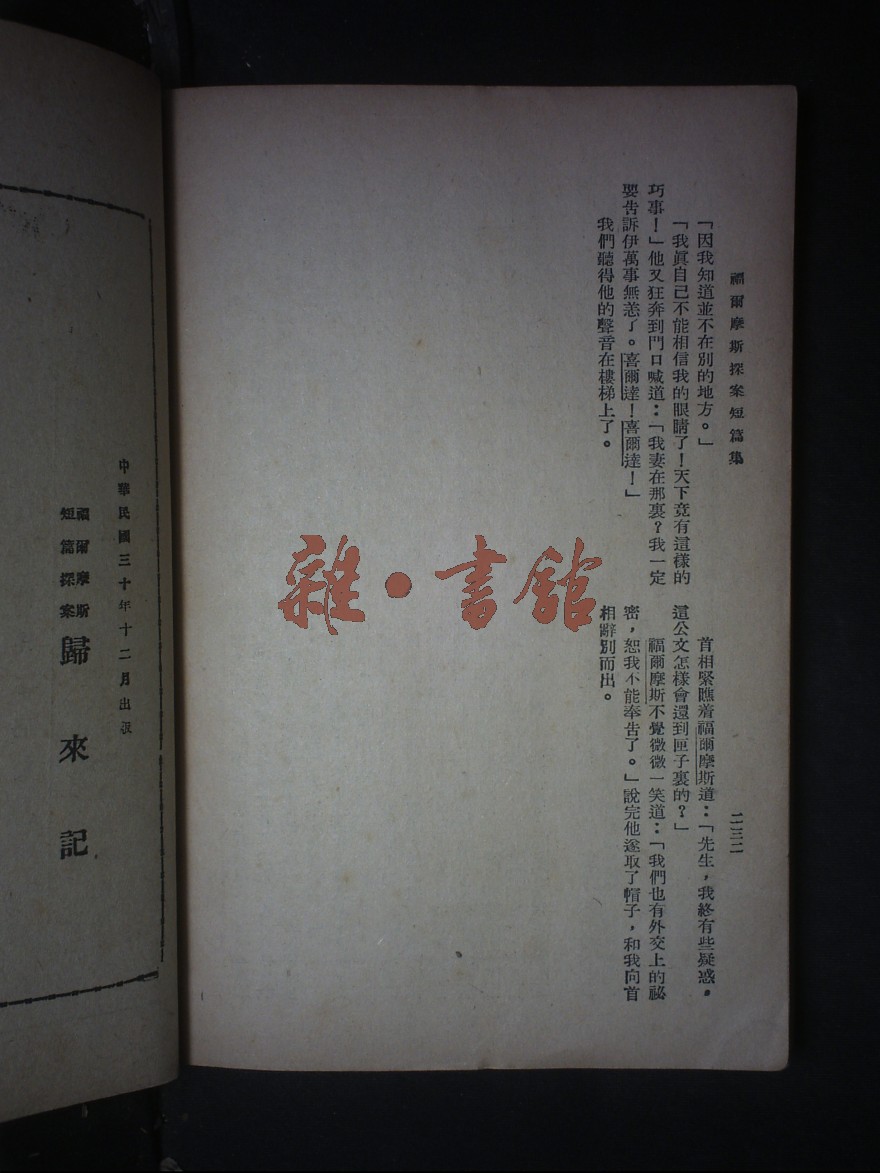 福爾摩斯探案短篇集
二三二
「因我知道並不在別的地方。」
「我眞自己不能相信我的眼睛了！天下竟有這樣的
巧事！」他又狂奔到門口喊道：「我妻在那裏？我一定
要告訴伊萬事無恙了。喜爾達！喜爾達！」
我們聽得他的聲音在樓梯上了。
首相緊瞧着福爾摩斯道：「先生，我終有些疑惑。
這公文怎樣會還到匣子裏的？」
福爾摩斯不覺微微一笑道：「我們也有外交上的祕
密，恕我不能奉告了。」說完他遂取了帽子，和我向首
相辭別而出。
雜·書館
中華民國三十年十二月出版
福爾摩斯
短篇探案
歸來記